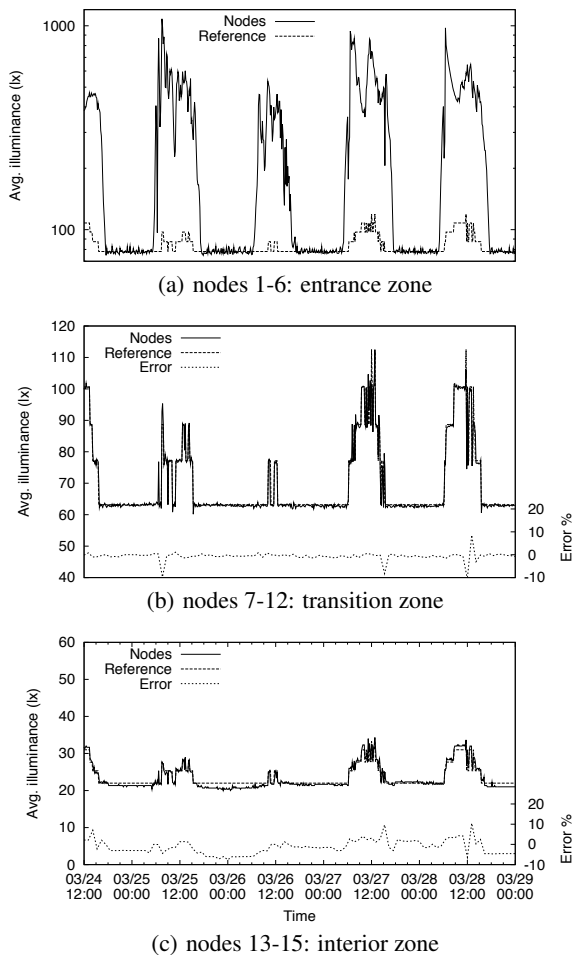 1000
100
Avg. illuminance (lx)
Nodes
Reference
(a) nodes 1-6: entrance zone
120
110
100
90
80
70
60
50
40
Avg. illuminance (lx)
Nodes
Reference
Error
20
10
0
-10
Error %
(b) nodes 7-12: transition zone
60
50
40
30
20
10
0
Avg. illuminance (lx)
Nodes
Reference
Error
20
10
0
-10
Error %
03/24 03/25 03/25 03/26 03/26 03/27 03/27 03/28 03/28 03/29
12:00 00:00 12:00 00:00 12:00 00:00 12:00 00:00 12:00 00:00
Time
(c) nodes 13-15: interior zone